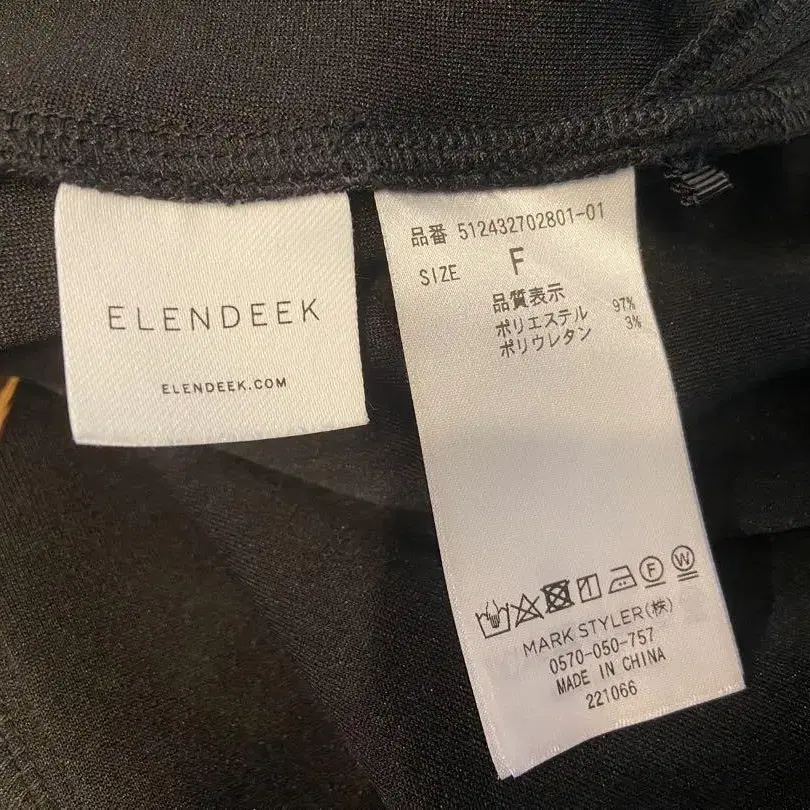 ELENDEEK
ELENDEEK.COM
品番 512432702801-01
SIZE F
品質表示
ポリエステル 97%
ポリウレタン 3%
F W
MARK STYLER(株)
0570-050-757
MADE IN CHINA
221066